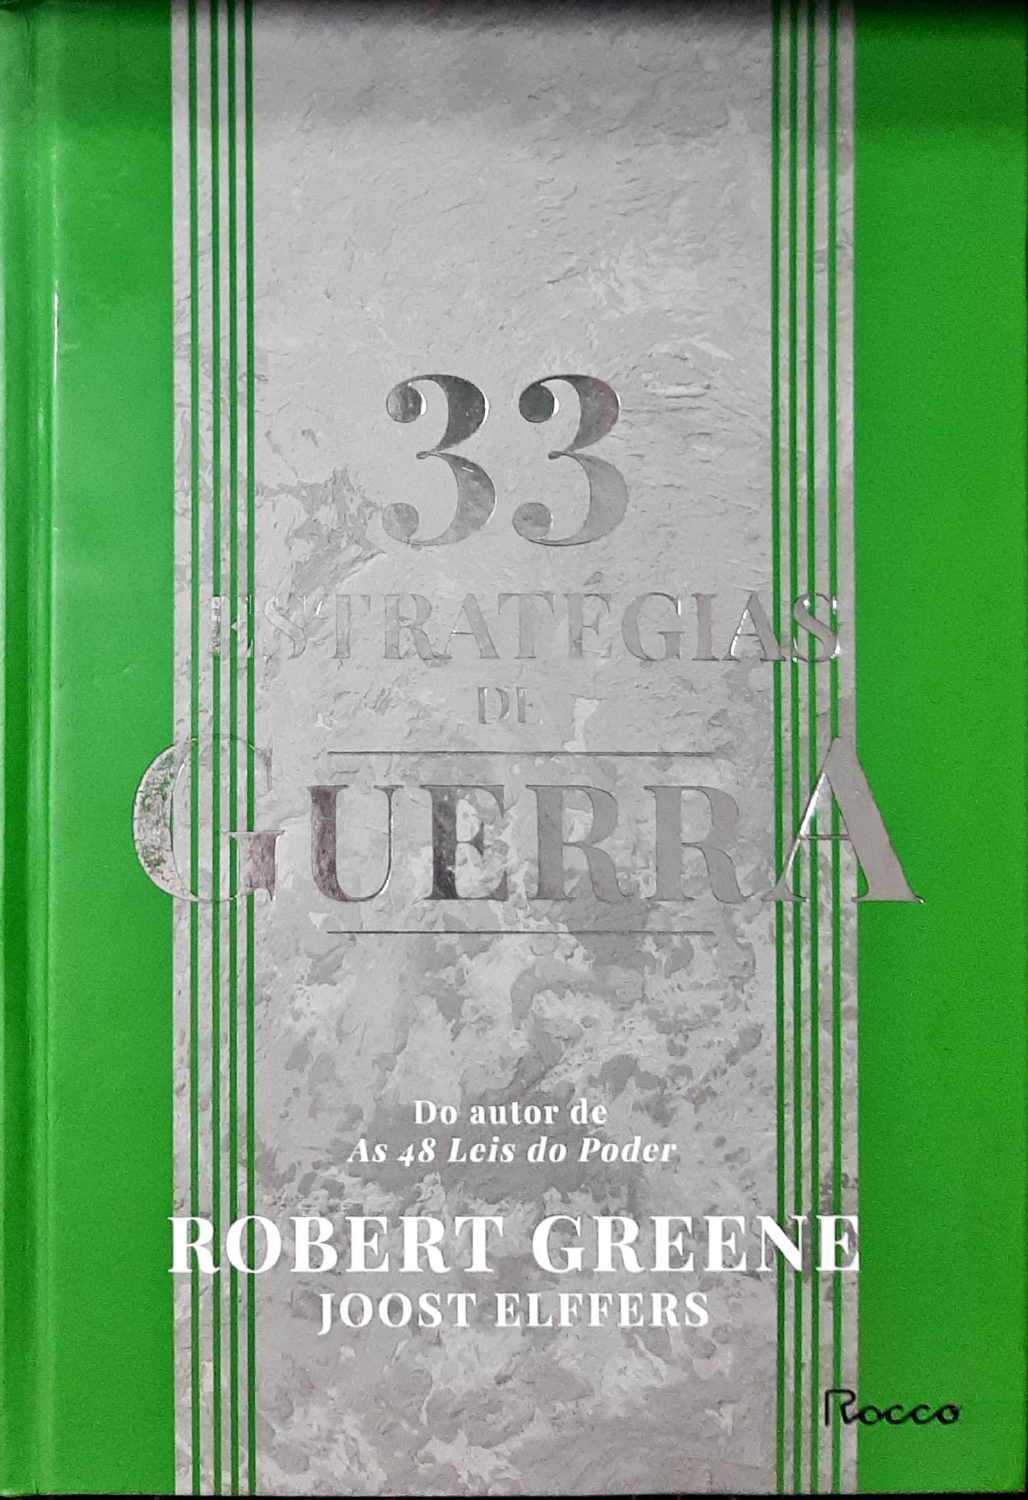 33
ESTRATÉGIAS
DE
GUERRA
Do autor de
As 48 Leis do Poder
ROBERT GREENE
JOOST ELFFERS
Rocco